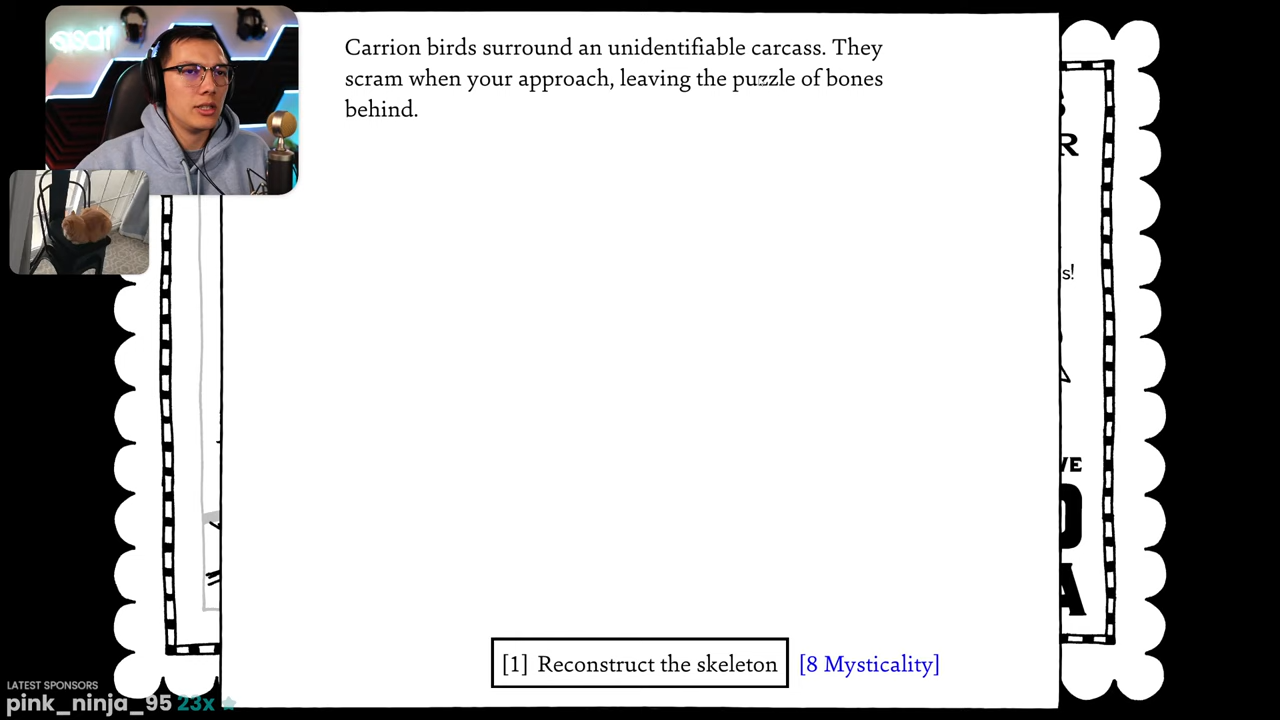 Carrion birds surround an unidentifiable carcass. They
scram when your approach, leaving the puzzle of bones
behind.
R
s!
VE
[1] Reconstruct the skeleton [8 Mysticality]
LATEST SPONSORS
pink_ninja_95 23x